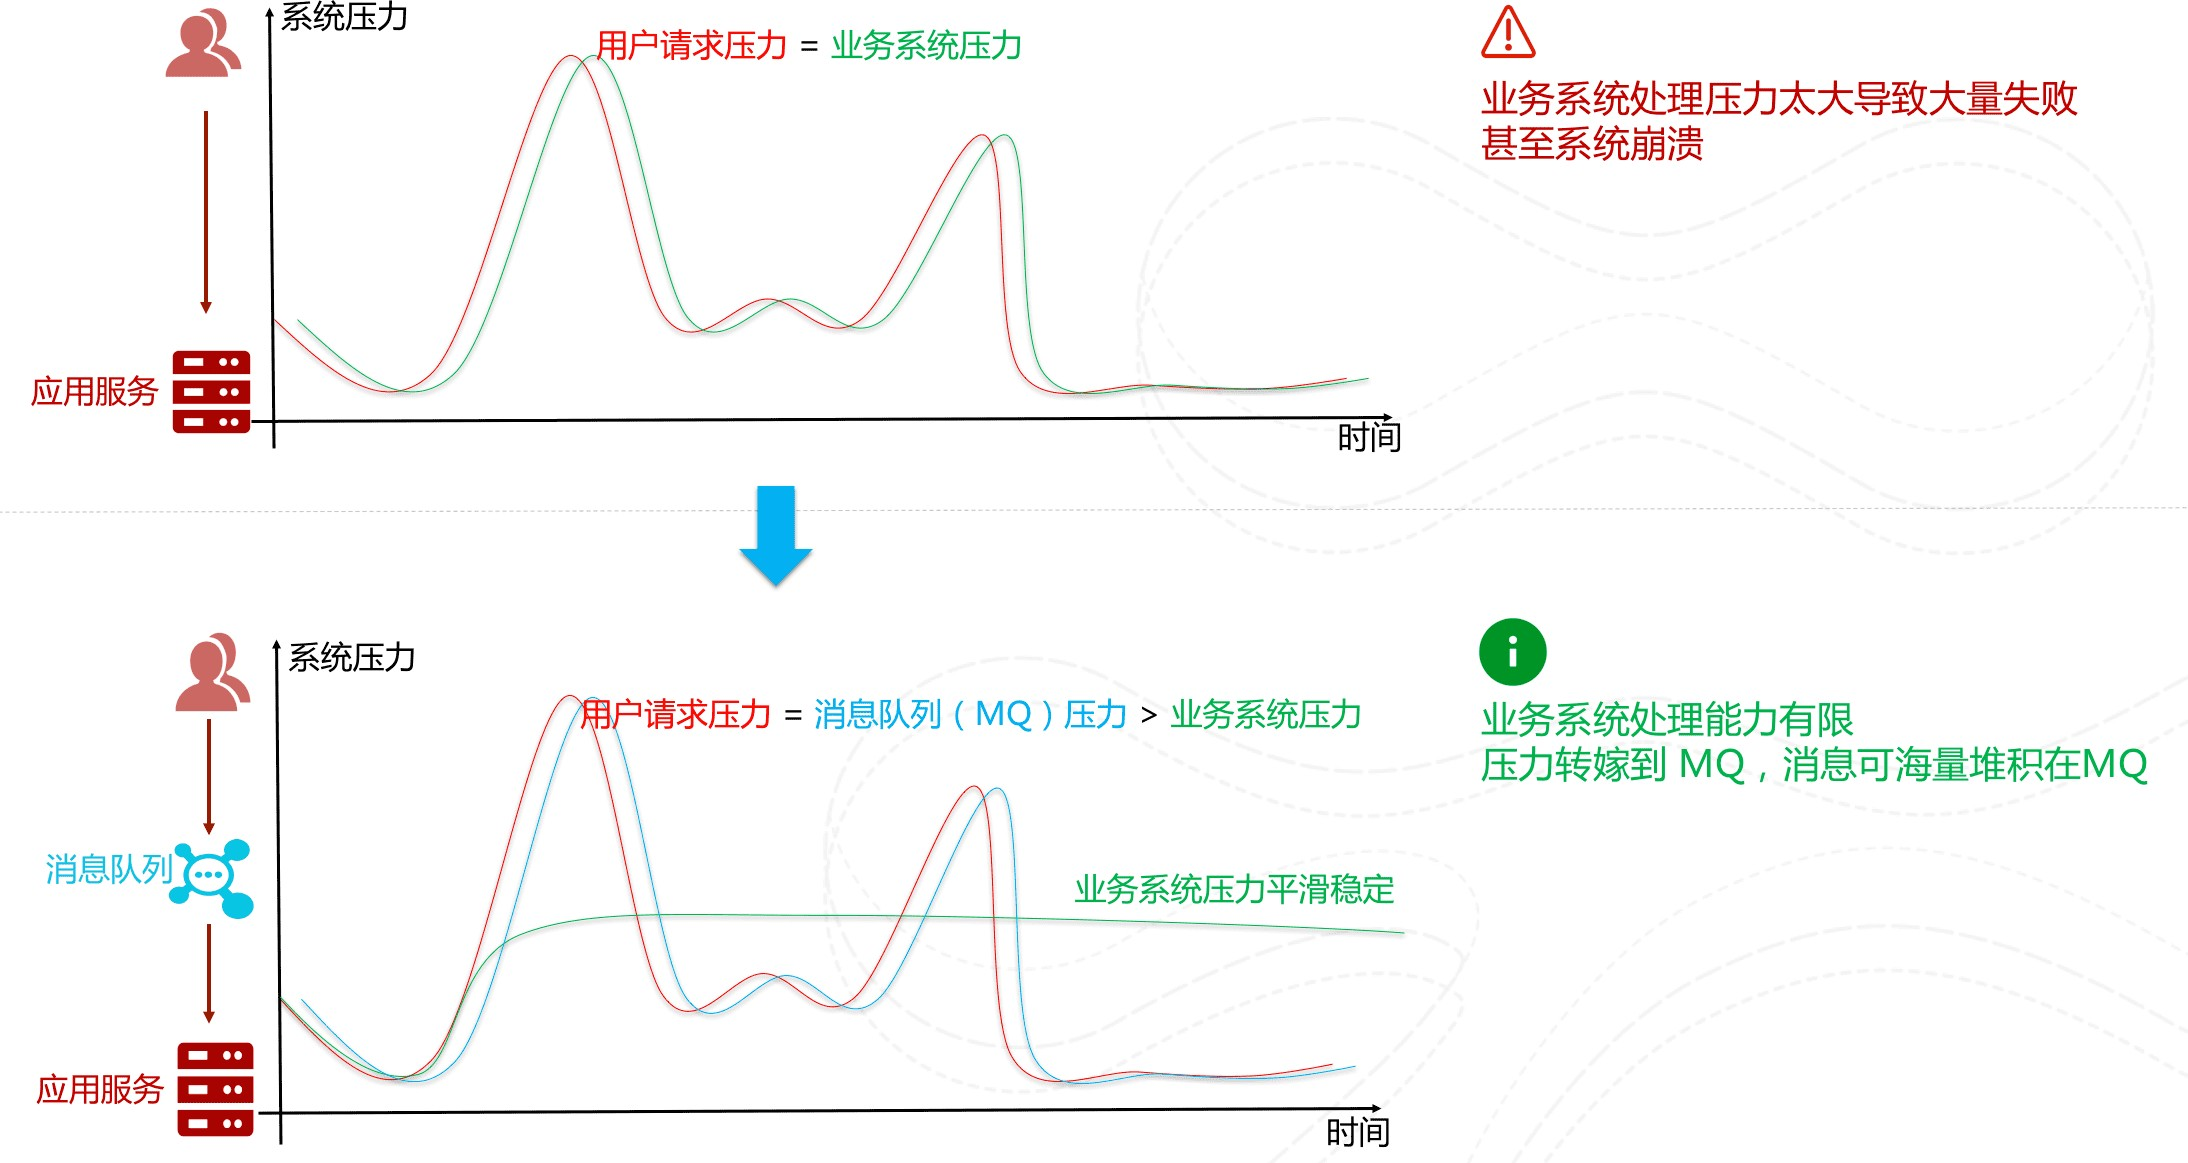 系统压力
用户请求压力 = 业务系统压力
业务系统处理压力太大导致大量失败
甚至系统崩溃
应用服务
时间
系统压力
用户请求压力 = 消息队列（MQ）压力 > 业务系统压力
业务系统处理能力有限
压力转嫁到 MQ，消息可海量堆积在MQ
消息队列
业务系统压力平滑稳定
应用服务
时间